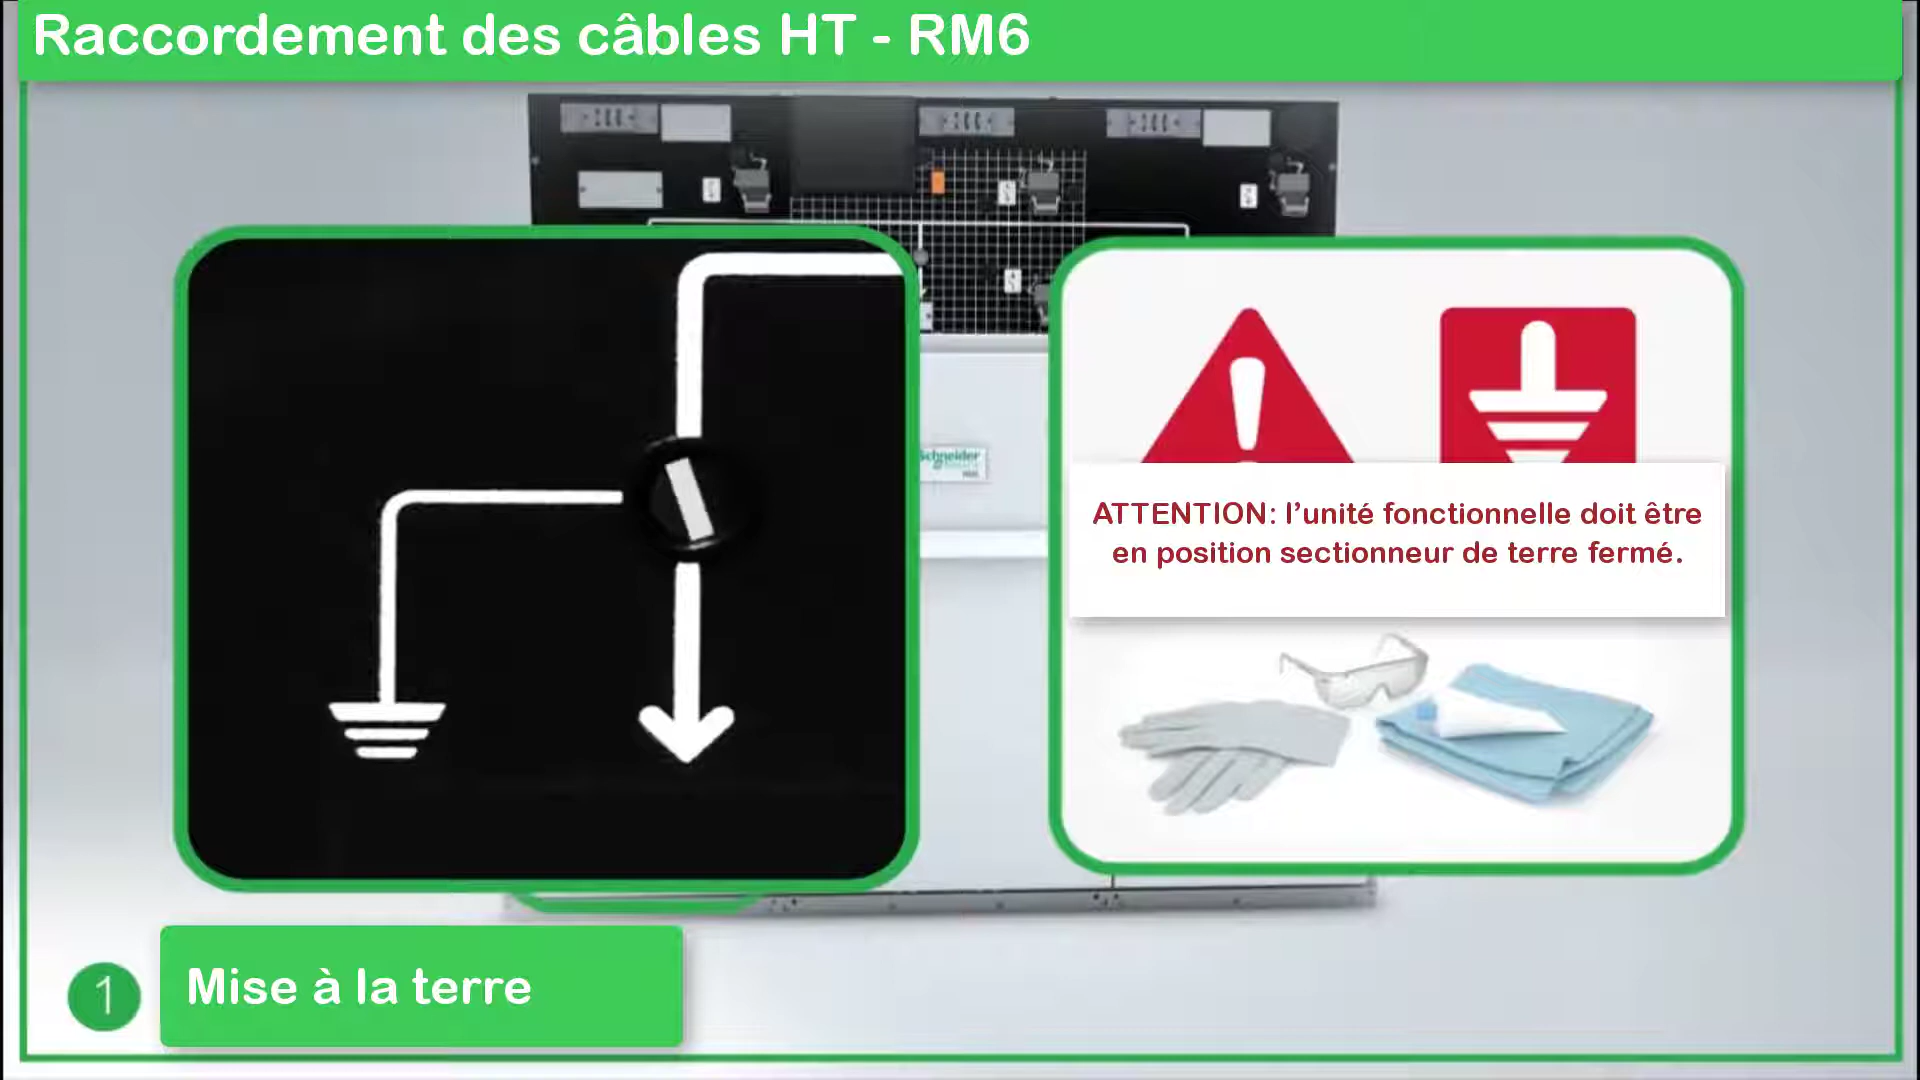 Raccordement des câbles HT - RM6
Schneider
ATTENTION: l’unité fonctionnelle doit être
en position sectionneur de terre fermé.
1
Mise à la terre